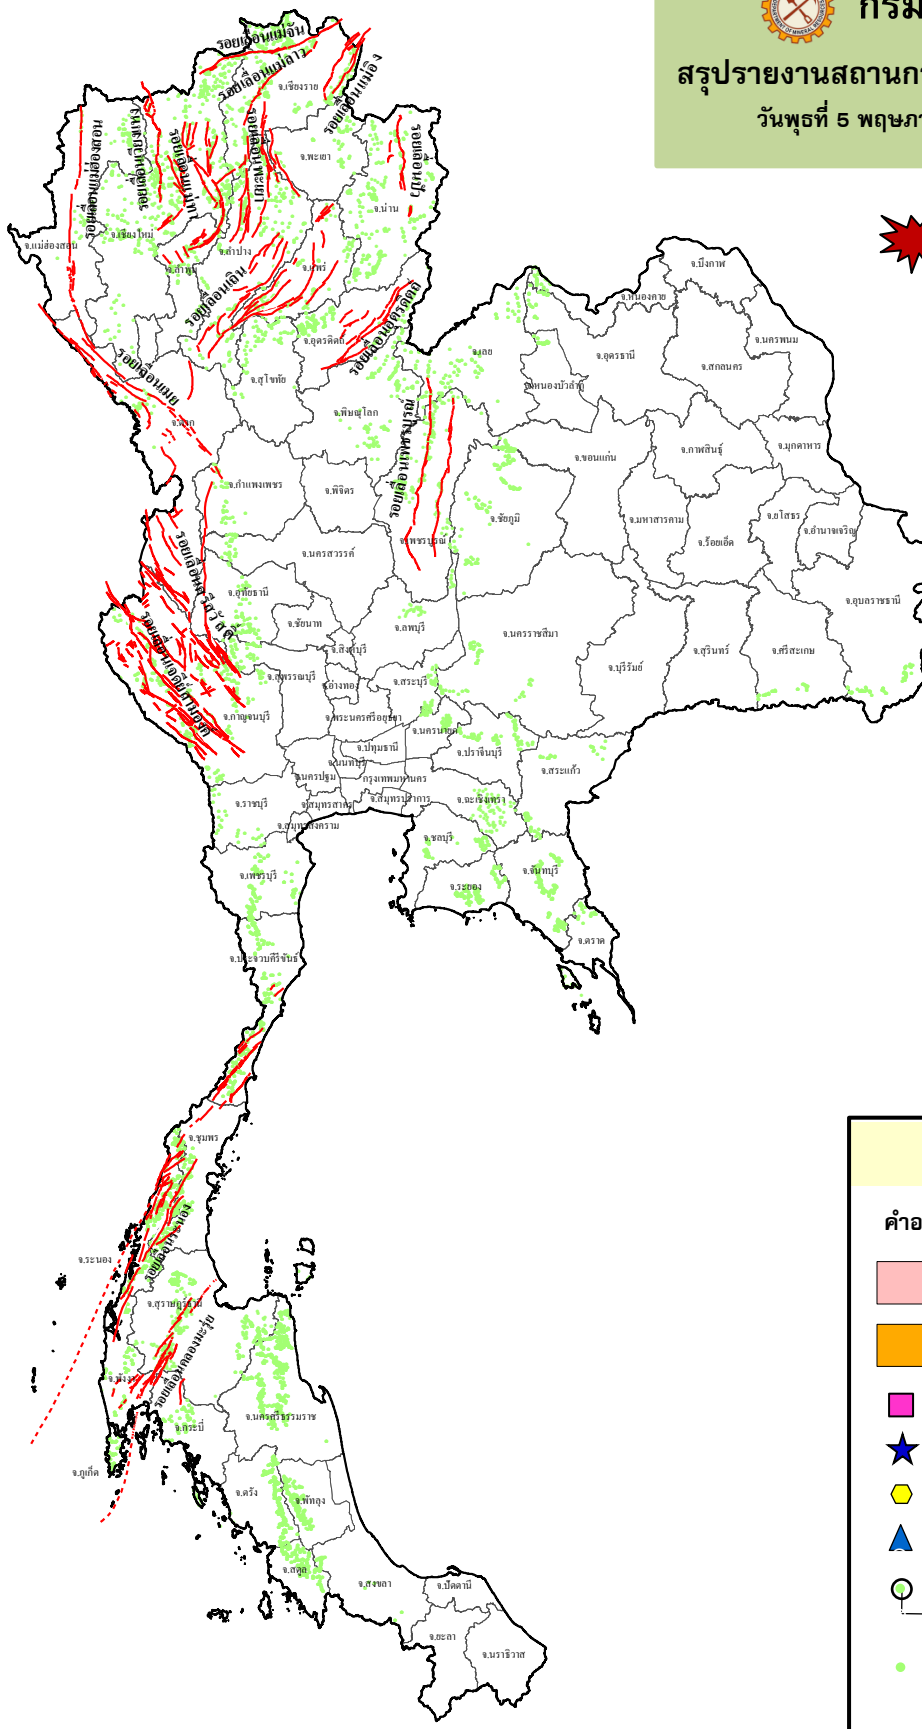 กรม
สรุปรายงานสถานก
วันพุธที่ 5 พฤษภ
รอยเลื่อนแม่จัน
รอยเลื่อนแม่ลาว
จ.เชียงราย
รอยเลื่อนแม่อิง
รอยเลื่อนแม่ฮ่องสอน
รอยเลื่อนแม่ทา
รอยเลื่อนพะเยา
จ.พะเยา
รอยเลื่อนปัว
จ.น่าน
จ.แม่ฮ่องสอน
จ.เชียงใหม่
จ.ลำปาง
จ.ลำพูน
จ.แพร่
รอยเลื่อนเถิน
จ.อุตรดิตถ์
รอยเลื่อนอุตรดิตถ์
จ.บึงกาฬ
จ.หนองคาย
จ.นครพนม
จ.เลย
จ.อุดรธานี
จ.สกลนคร
จ.หนองบัวลำภู
รอยเลื่อนเมย
จ.สุโขทัย
จ.ตาก
จ.พิษณุโลก
รอยเลื่อนเพชรบูรณ์
จ.ขอนแก่น
จ.กาฬสินธุ์
จ.มุกดาหาร
จ.กำแพงเพชร
จ.พิจิตร
จ.ชัยภูมิ
จ.มหาสารคาม
จ.ยโสธร
จ.อำนาจเจริญ
จ.ร้อยเอ็ด
จ.เพชรบูรณ์
จ.นครสวรรค์
รอยเลื่อนศรีสวัสดิ์
จ.อุทัยธานี
จ.อุบลราชธานี
จ.ชัยนาท
จ.ลพบุรี
จ.นครราชสีมา
จ.สิงห์บุรี
จ.บุรีรัมย์
จ.สุรินทร์
จ.ศรีสะเกษ
รอยเลื่อนเจดีย์สามองค์
จ.สุพรรณบุรี
จ.อ่างทอง
จ.สระบุรี
จ.กาญจนบุรี
จ.พระนครศรีอยุธยา
จ.นครนายก
จ.ปทุมธานี
จ.ปราจีนบุรี
จ.นนทบุรี
จ.สระแก้ว
จ.นครปฐม
กรุงเทพมหานคร
จ.ราชบุรี
จ.สมุทรสาคร
จ.สมุทรปราการ
จ.ฉะเชิงเทรา
จ.สมุทรสงคราม
จ.ชลบุรี
จ.เพชรบุรี
จ.ระยอง
จ.จันทบุรี
จ.ตราด
จ.ประจวบคีรีขันธ์
จ.ชุมพร
รอยเลื่อนระนอง
จ.ระนอง
จ.สุราษฎร์ธานี
รอยเลื่อนคลองมะรุ่ย
จ.พังงา
จ.กระบี่
จ.นครศรีธรรมราช
จ.ภูเก็ต
จ.ตรัง
จ.พัทลุง
จ.สตูล
จ.สงขลา
จ.ปัตตานี
จ.ยะลา
จ.นราธิวาส
คำอ